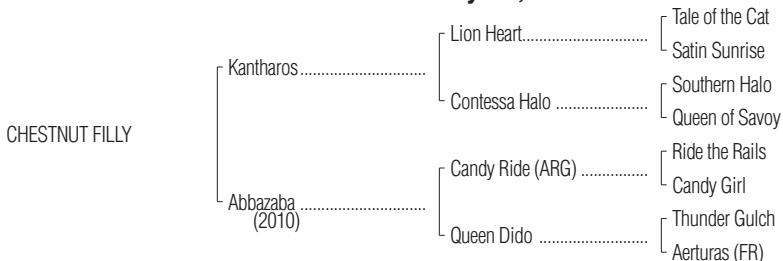 Tale of the Cat
Lion Heart
Satin Sunrise
Kantharos
Southern Halo
Contessa Halo
Queen of Savoy
CHESTNUT FILLY
Ride the Rails
Candy Ride (ARG)
Candy Girl
Abbazaba
(2010)
Thunder Gulch
Queen Dido
Aerturas (FR)